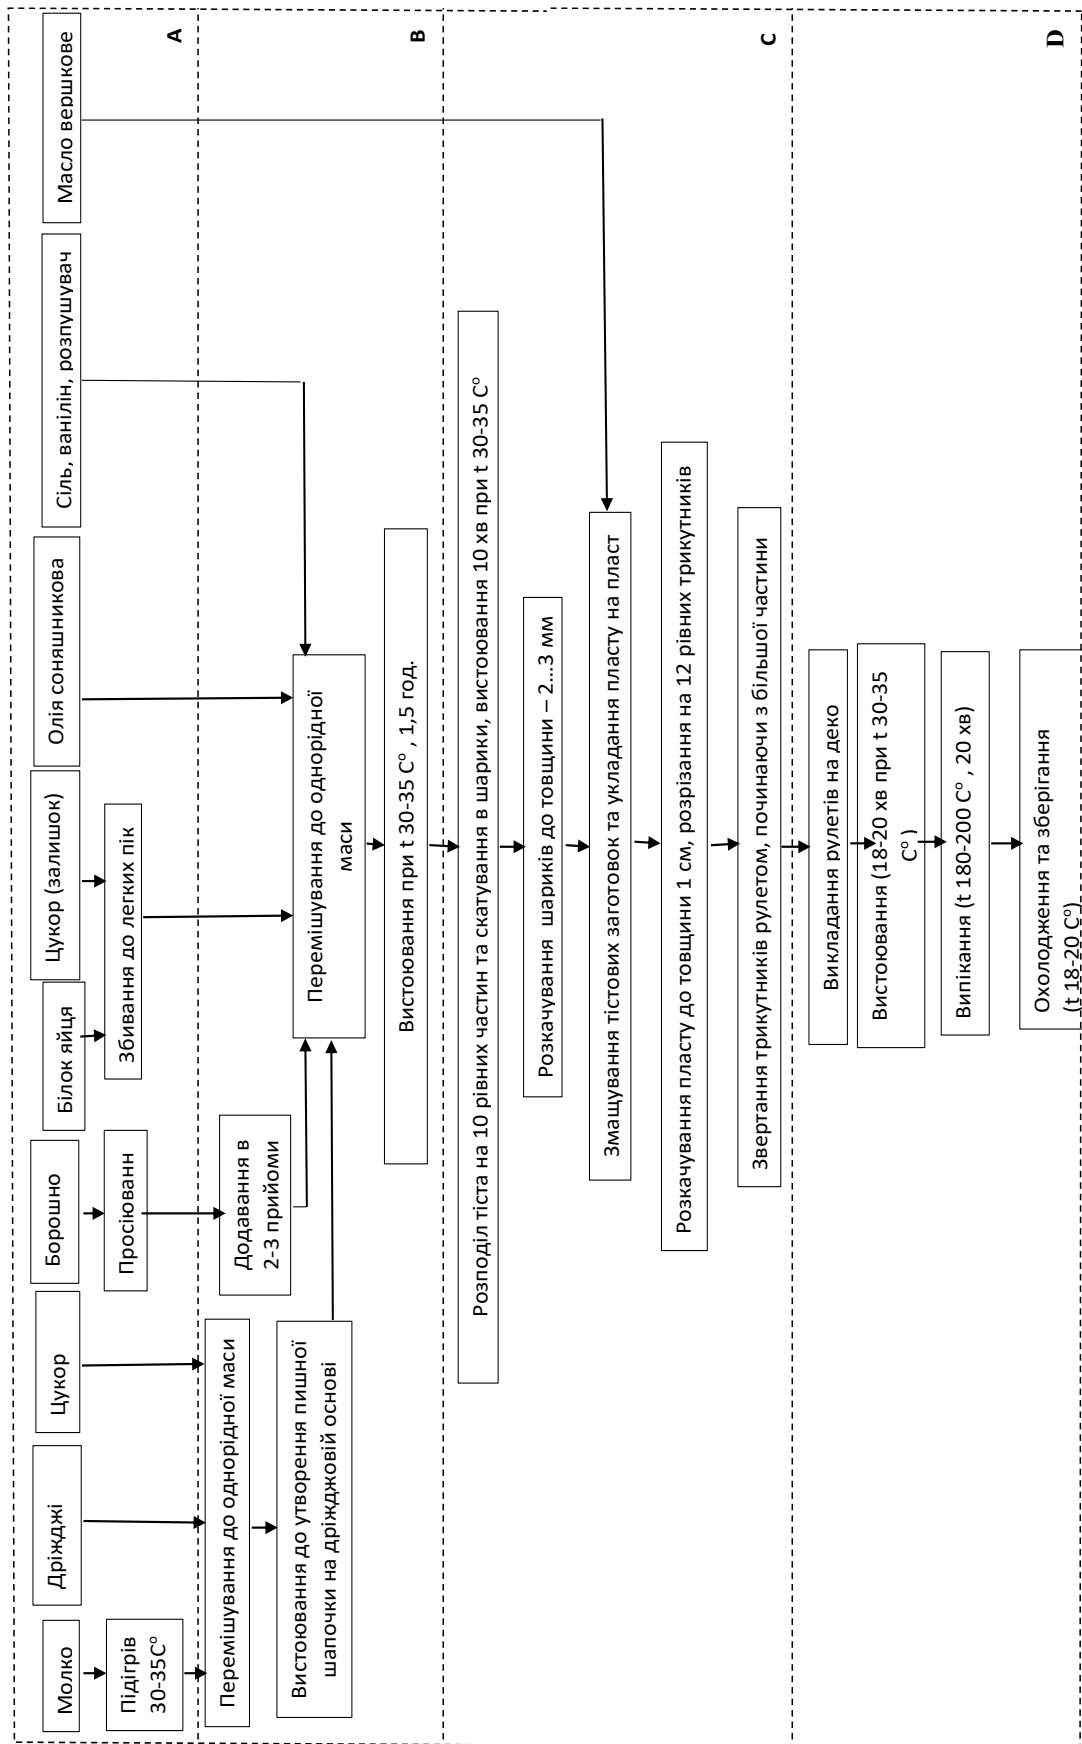 Молко
Дріжджі
Цукор
Борошно
Білок яйця
Цукор (залишок)
Олія соняшникова
Сіль, ванілін, розпушувач
Масло вершкове
А
Підігрів
30-35С°
Просіюванн
Збивання до легких пік
В
Перемішування до однорідної маси
Додавання в
2-3 прийоми
Вистоювання до утворення пишної
шапочки на дріжджовій основі
Перемішування до однорідної
маси
Вистоювання при t 30-35 С° , 1,5 год.
С
Розподіл тіста на 10 рівних частин та скатування в шарики, вистоювання 10 хв при t 30-35 С°
Розкачування шариків до товщини – 2...3 мм
Змащування тістових заготовок та укладання пласту на пласт
Розкачування пласту до товщини 1 см, розрізання на 12 рівних трикутників
Звертання трикутників рулетом, починаючи з більшої частини
D
Викладання рулетів на деко
Вистоювання (18-20 хв при t 30-35
С° )
Випікання (t 180-200 С° , 20 хв)
Охолодження та зберігання
(t 18-20 С°)